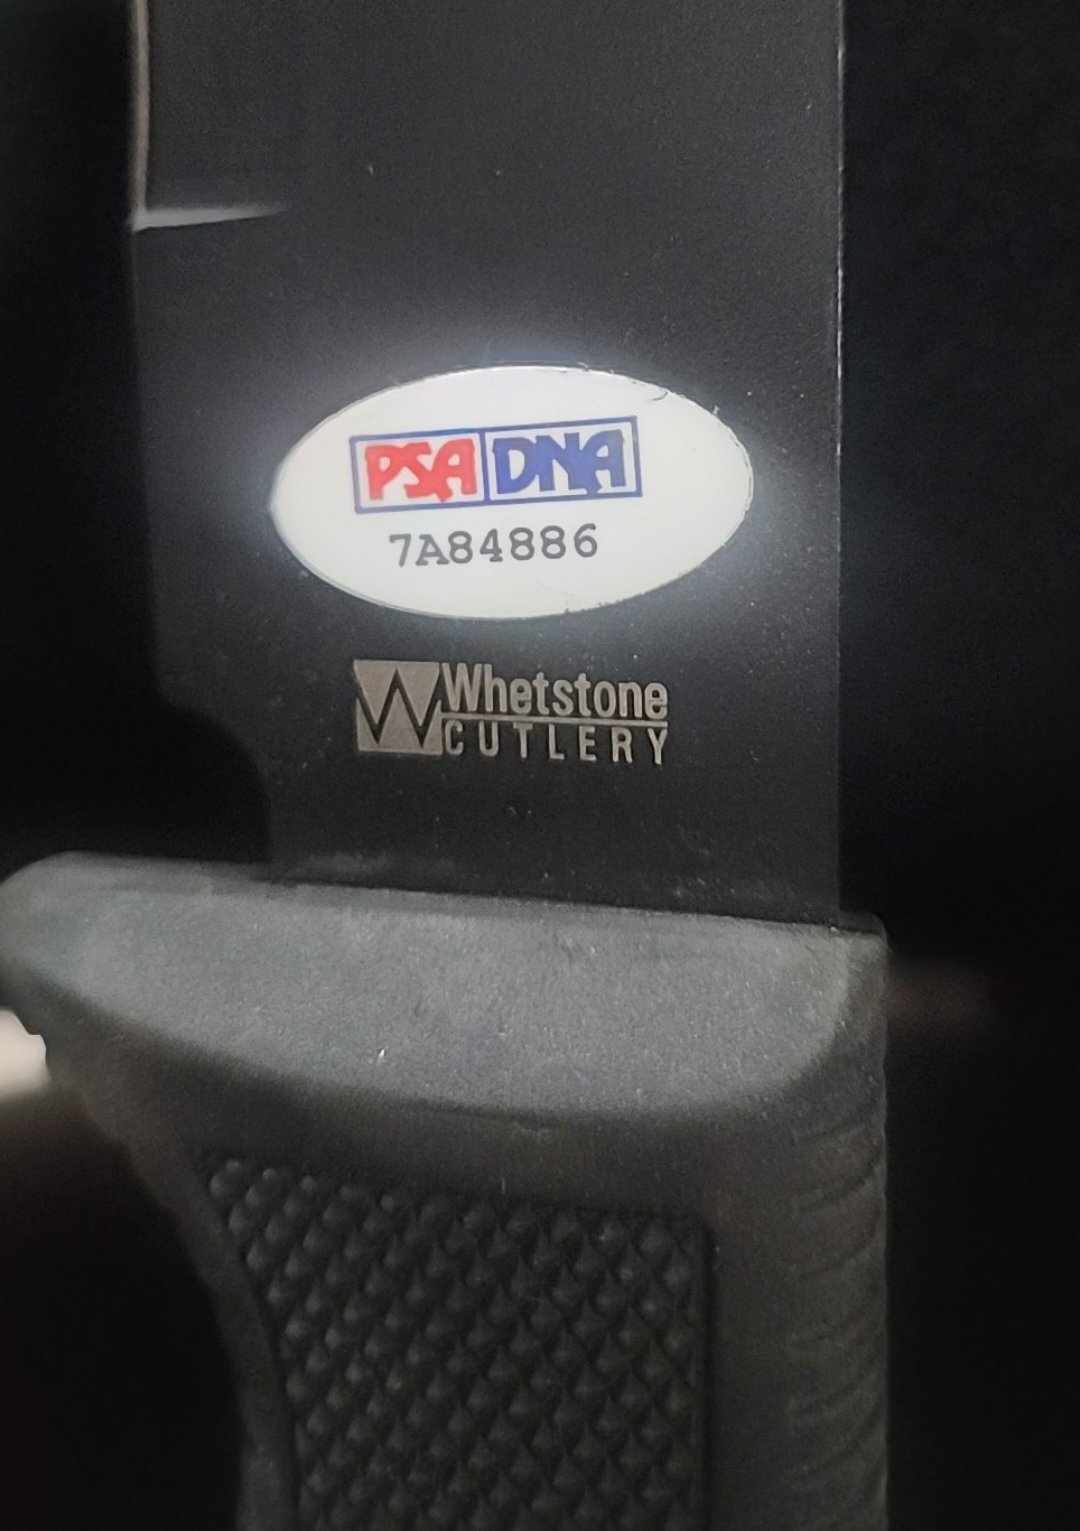 PSA DNA
7A84886
Whetstone
CUTLERY